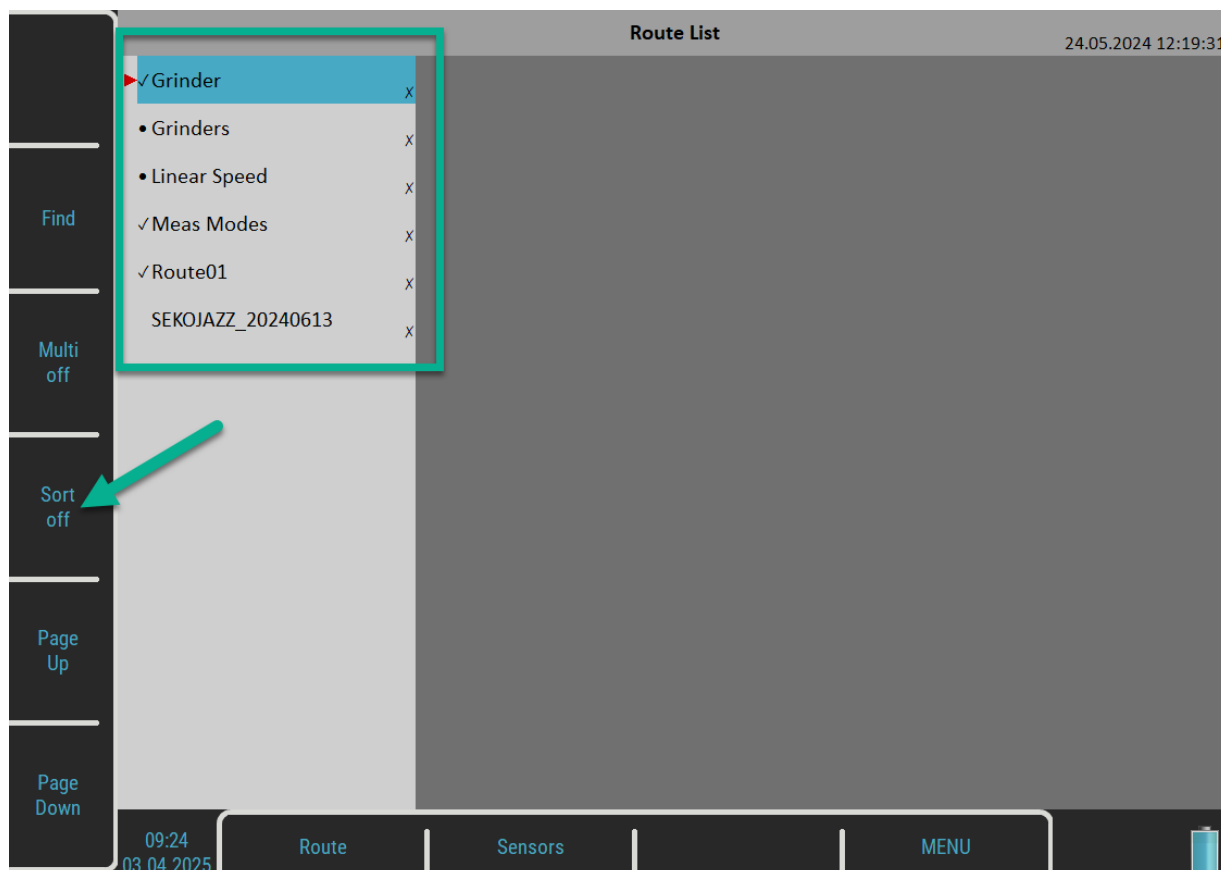 Route List
24.05.2024 12:19:31
✓ Grinder
x
• Grinders
x
• Linear Speed
x
✓ Meas Modes
x
✓ Route01
x
SEKOJAZZ_20240613
x
Find
Multi
off
Sort
off
Page
Up
Page
Down
09:24
03.04.2025
Route
Sensors
MENU